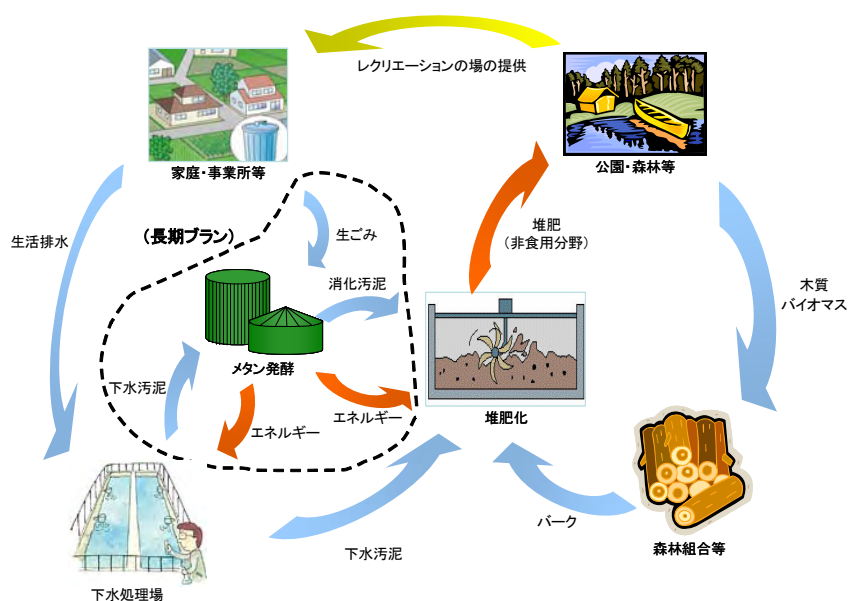 レクリエーションの場の提供
家庭・事業所等
公園・森林等
生活排水
（長期プラン）
生ごみ
堆肥
（非食用分野）
消化汚泥
木質
バイオマス
メタン発酵
下水汚泥
エネルギー
エネルギー
堆肥化
バーク
下水汚泥
森林組合等
下水処理場